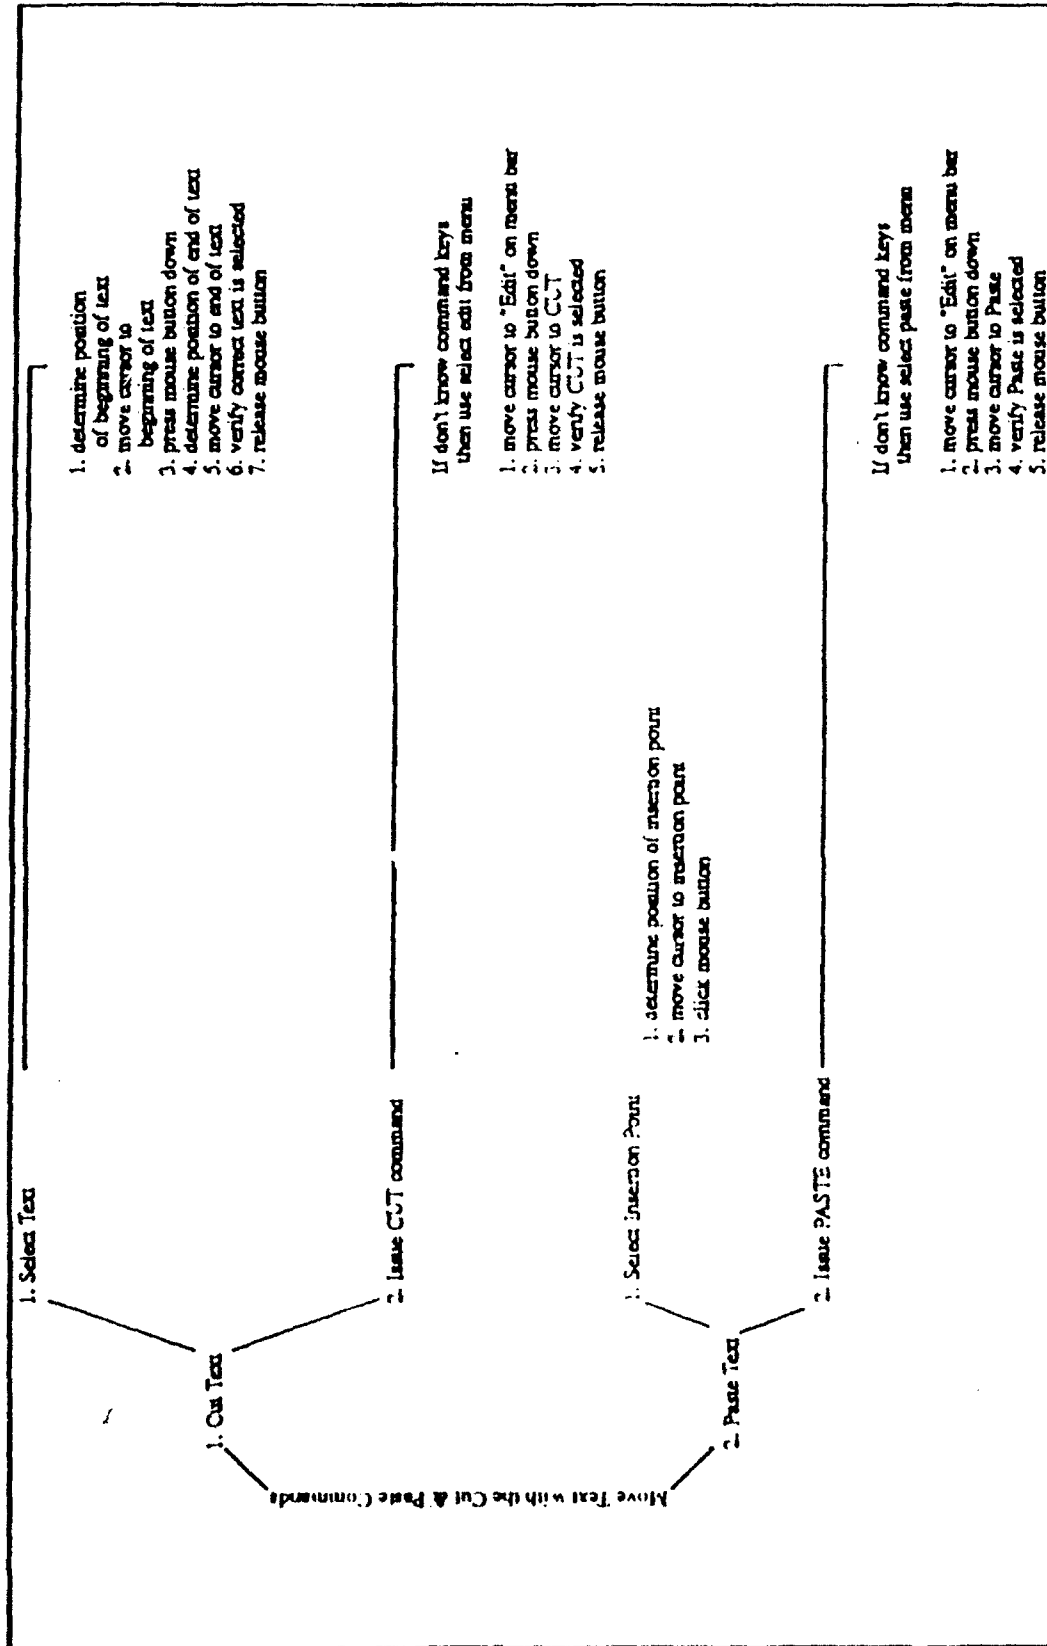 Move Text with the Cut & Paste Commands
1. Cut Text
1. Select Text
1. determine position
of beginning of text
2. move cursor to
beginning of text
3. press mouse button down
4. determine position of end of text
5. move cursor to end of text
6. verify correct text is selected
7. release mouse button
2. Issue CUT command
If don't know command keys
then use select edit from menu
1. move cursor to "Edit" on menu bar
2. press mouse button down
3. move cursor to CUT
4. verify CUT is selected
5. release mouse button
2. Paste Text
1. Select Insertion Point
1. determine position of insertion point
2. move cursor to insertion point
3. click mouse button
2. Issue PASTE command
If don't know command keys
then use select paste from menu
1. move cursor to "Edit" on menu bar
2. press mouse button down
3. move cursor to Paste
4. verify Paste is selected
5. release mouse button